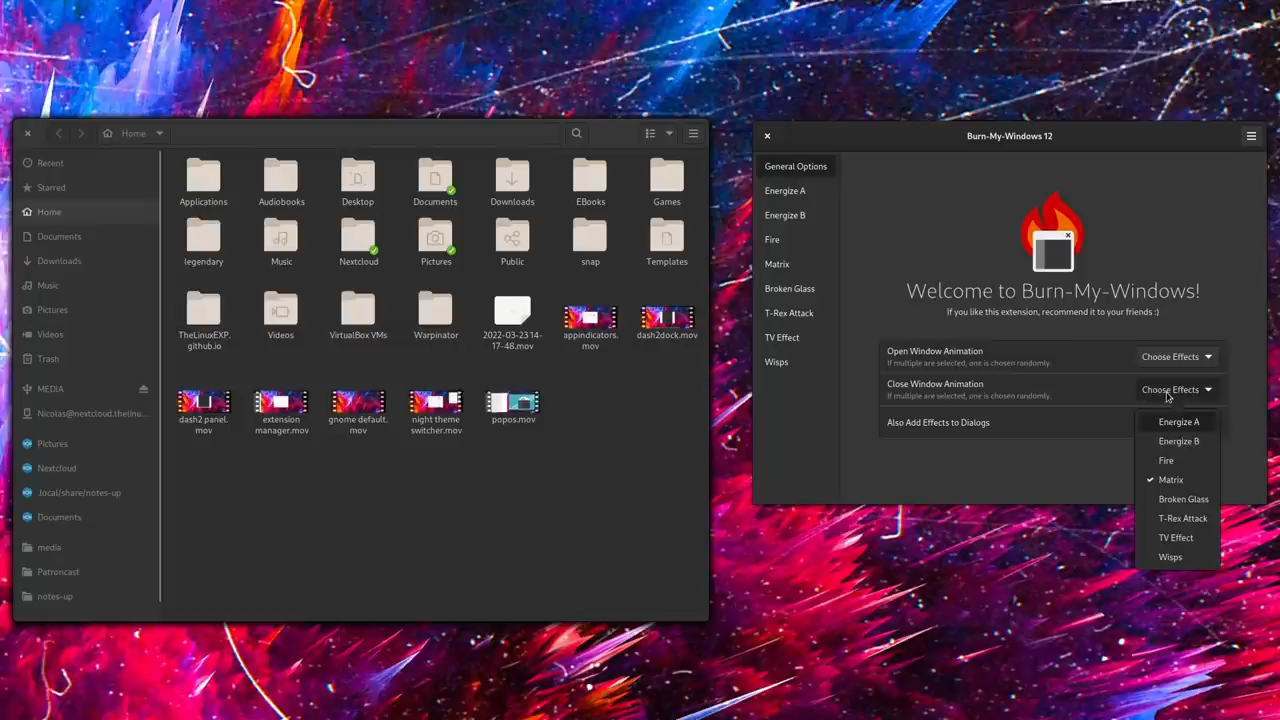 Home
Recent
Starred
Home
Documents
Downloads
Music
Pictures
Videos
Trash
MEDIA
Nicolas@nextcloud.thelinu...
Pictures
Nextcloud
.local/share/notes-up
Documents
media
Patroncast
notes-up
Applications
Audiobooks
Desktop
Documents
Downloads
EBooks
Games
legendary
Music
Nextcloud
Pictures
Public
snap
Templates
TheLinuxEXP.
github.io
Videos
VirtualBox VMs
Warpinator
2022-03-23 14-
17-48.mov
appindicators.
mov
dash2dock.mov
dash2 panel.
mov
extension
manager.mov
gnome default.
mov
night theme
switcher.mov
popos.mov
Burn-My-Windows 12
General Options
Energize A
Energize B
Fire
Matrix
Broken Glass
T-Rex Attack
TV Effect
Wisps
Welcome to Burn-My-Windows!
If you like this extension, recommend it to your friends :)
Open Window Animation
If multiple are selected, one is chosen randomly.
Choose Effects
Close Window Animation
If multiple are selected, one is chosen randomly.
Choose Effects
Also Add Effects to Dialogs
Energize A
Energize B
Fire
Matrix
Broken Glass
T-Rex Attack
TV Effect
Wisps